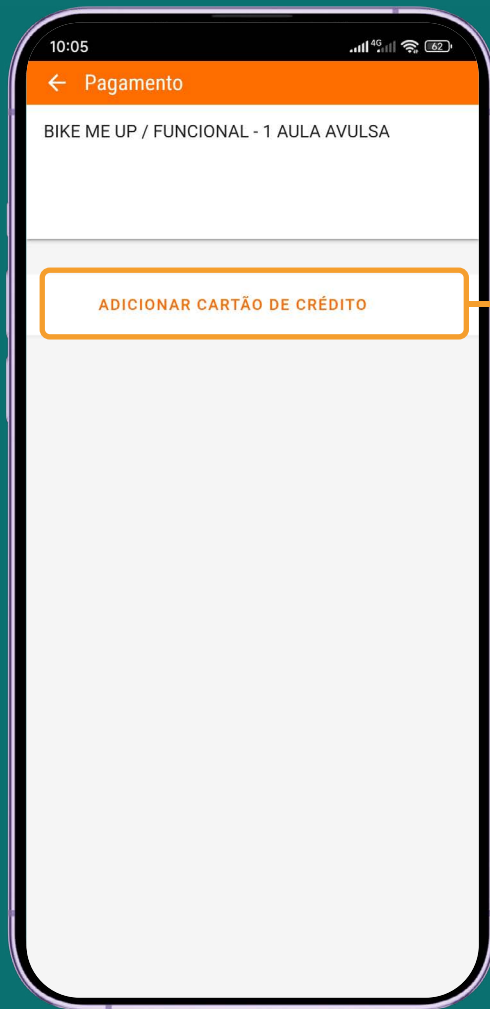 10:05
4G
62
Pagamento
BIKE ME UP / FUNCIONAL - 1 AULA AVULSA
ADICIONAR CARTÃO DE CRÉDITO